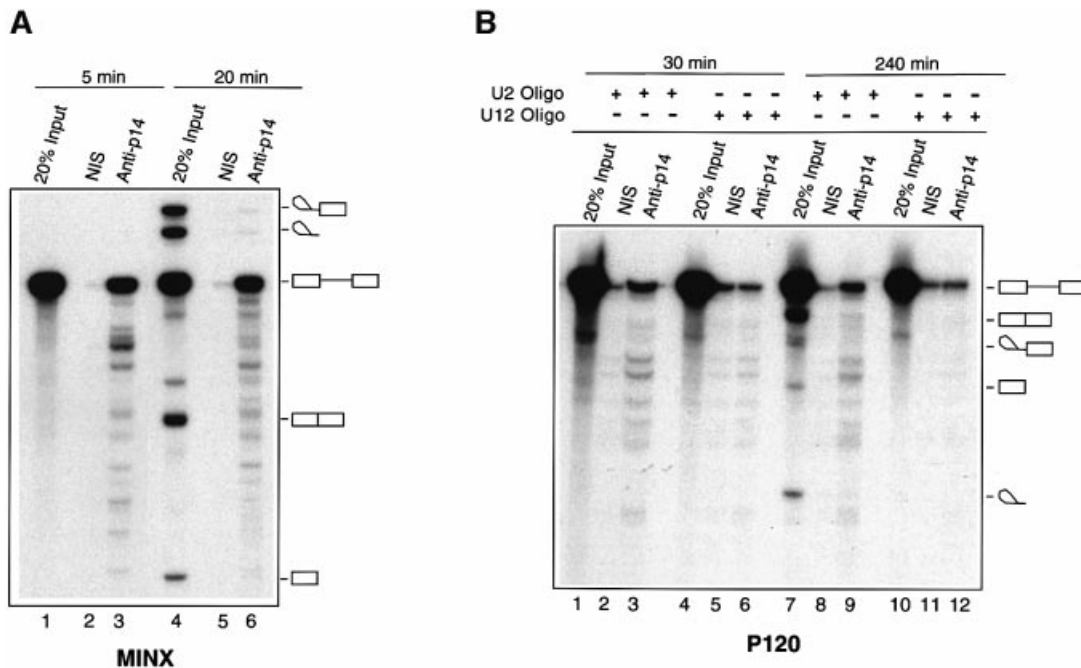 A
5 min
20 min
20% Input
NIS
Anti-p14
20% Input
NIS
Anti-p14
1 2 3 4 5 6
MINX
B
30 min
240 min
U2 Oligo + + + - - - + + + - - -
U12 Oligo - - - + + + - - - + + +
20% Input
NIS
Anti-p14
20% Input
NIS
Anti-p14
20% Input
NIS
Anti-p14
20% Input
NIS
Anti-p14
1 2 3 4 5 6 7 8 9 10 11 12
P120